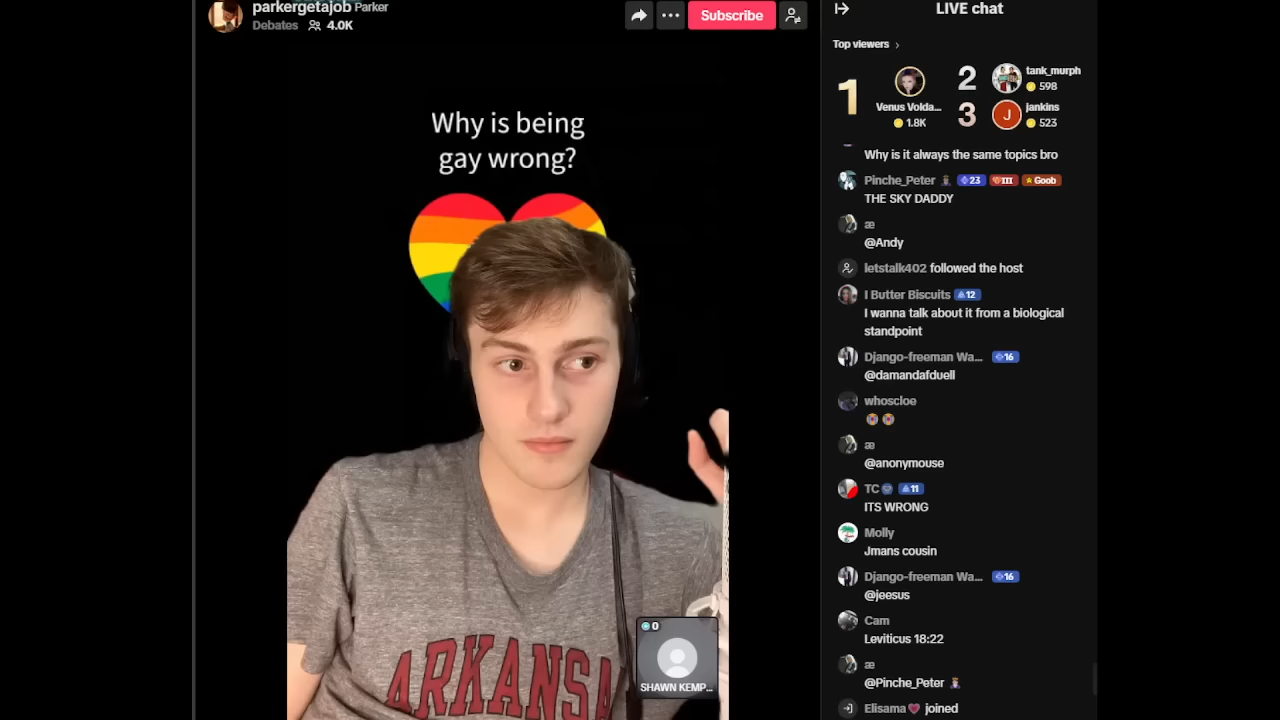 parkergetajob Parker
Debates 4.0K
Subscribe
LIVE chat
Top viewers
1
Venus Volda...
1.8K
2
tank_murph
598
3
J
jankins
523
Why is being
gay wrong?
ARKANSA
0
SHAWN KEMP...
Why is it always the same topics bro
Pinche_Peter 23 III Goob
THE SKY DADDY
æ
@Andy
letstalk402 followed the host
I Butter Biscuits 12
I wanna talk about it from a biological
standpoint
Django-freeman Wa... 16
@damandafduell
whoscloe
æ
@anonymouse
TC 11
ITS WRONG
Molly
Jmans cousin
Django-freeman Wa... 16
@jeesus
Cam
Leviticus 18:22
æ
@Pinche_Peter
Elisama joined